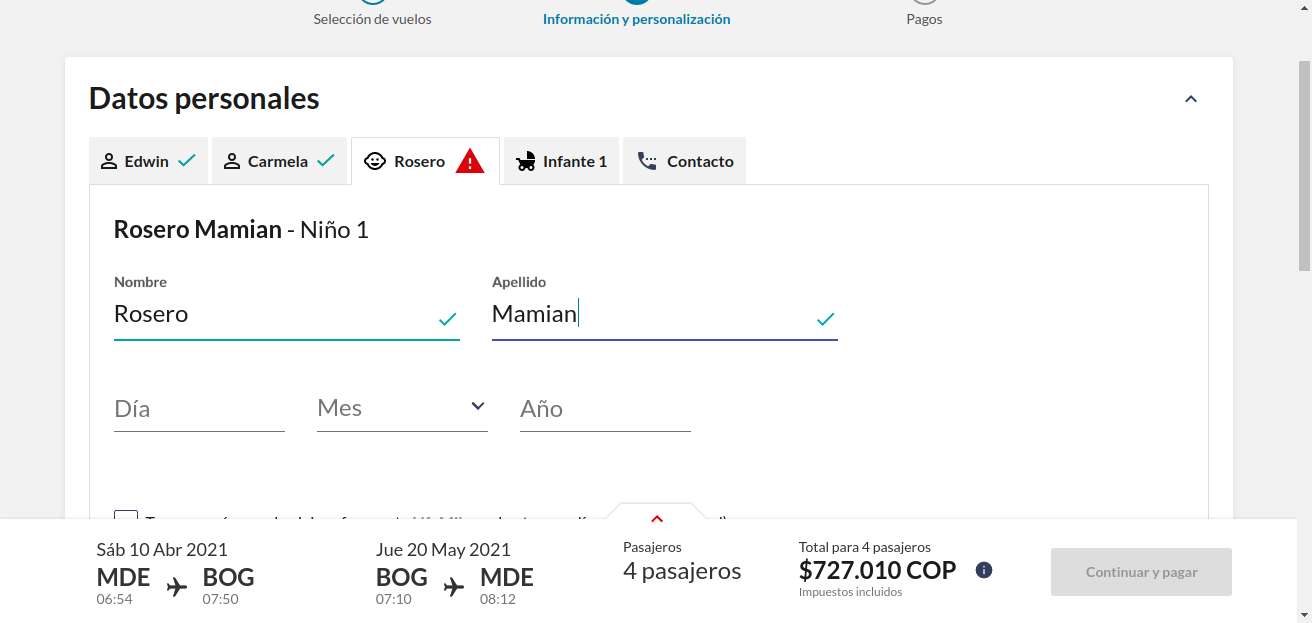 Selección de vuelos
Información y personalización
Pagos
Datos personales
Edwin
Carmela
Rosero
Infante 1
Contacto
Rosero Mamian - Niño 1
Nombre
Apellido
Rosero
Mamian
Día
Mes
Año
Sáb 10 Abr 2021
Jue 20 May 2021
Pasajeros
Total para 4 pasajeros
MDE
BOG
BOG
MDE
4 pasajeros
$727.010 COP
Continuar y pagar
06:54
07:50
07:10
08:12
Impuestos incluidos